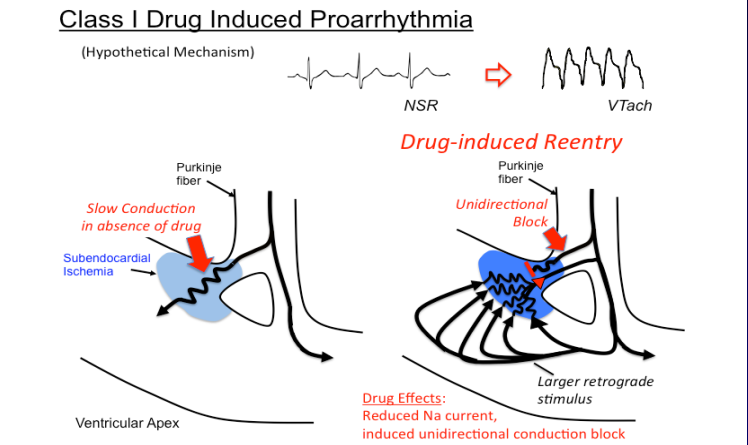 Class I Drug Induced Proarrhythmia
(Hypothetical Mechanism)
NSR
VTach
Drug-induced Reentry
Purkinje
fiber
Slow Conduction
in absence of drug
Subendocardial
Ischemia
Ventricular Apex
Purkinje
fiber
Unidirectional
Block
Larger retrograde
stimulus
Drug Effects:
Reduced Na current,
induced unidirectional conduction block